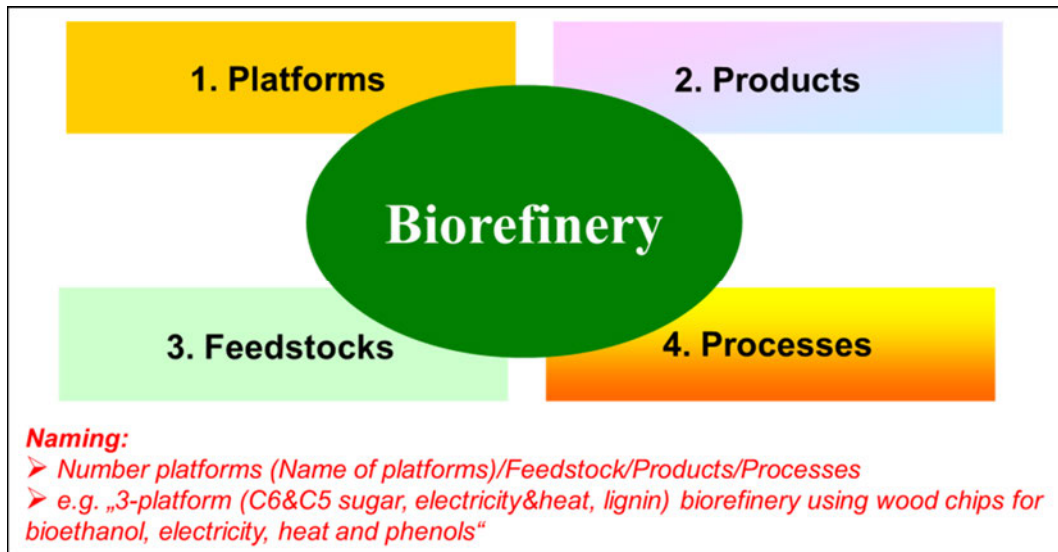 1. Platforms
2. Products
Biorefinery
3. Feedstocks
4. Processes
Naming:
➢ Number platforms (Name of platforms)/Feedstock/Products/Processes
➢ e.g. „3-platform (C6&C5 sugar, electricity&heat, lignin) biorefinery using wood chips for
bioethanol, electricity, heat and phenols“